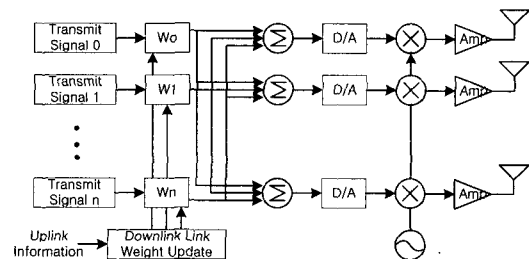 Transmit
Signal 0
Wo
Σ
D/A
Amp
Transmit
Signal 1
W1
Σ
D/A
Amp
Transmit
Signal n
Wn
Σ
D/A
Amp
Uplink
Information
Downlink Link
Weight Update